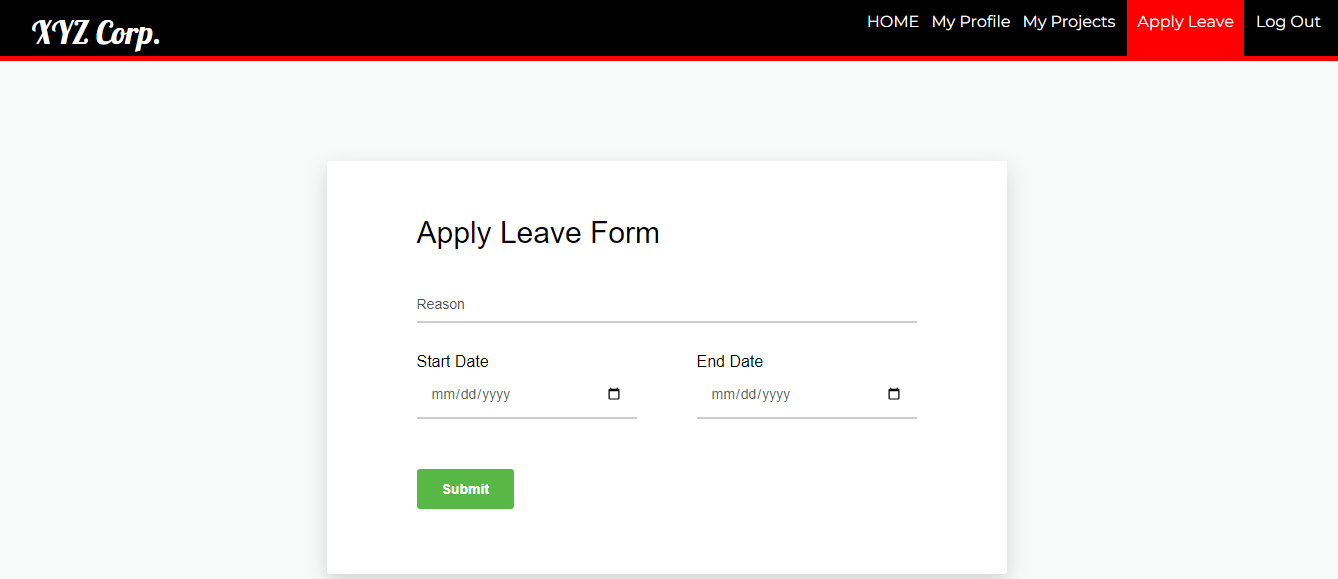 XYZ Corp.
HOME My Profile My Projects Apply Leave Log Out
Apply Leave Form
Reason
Start Date End Date
mm/dd/yyyy mm/dd/yyyy
Submit